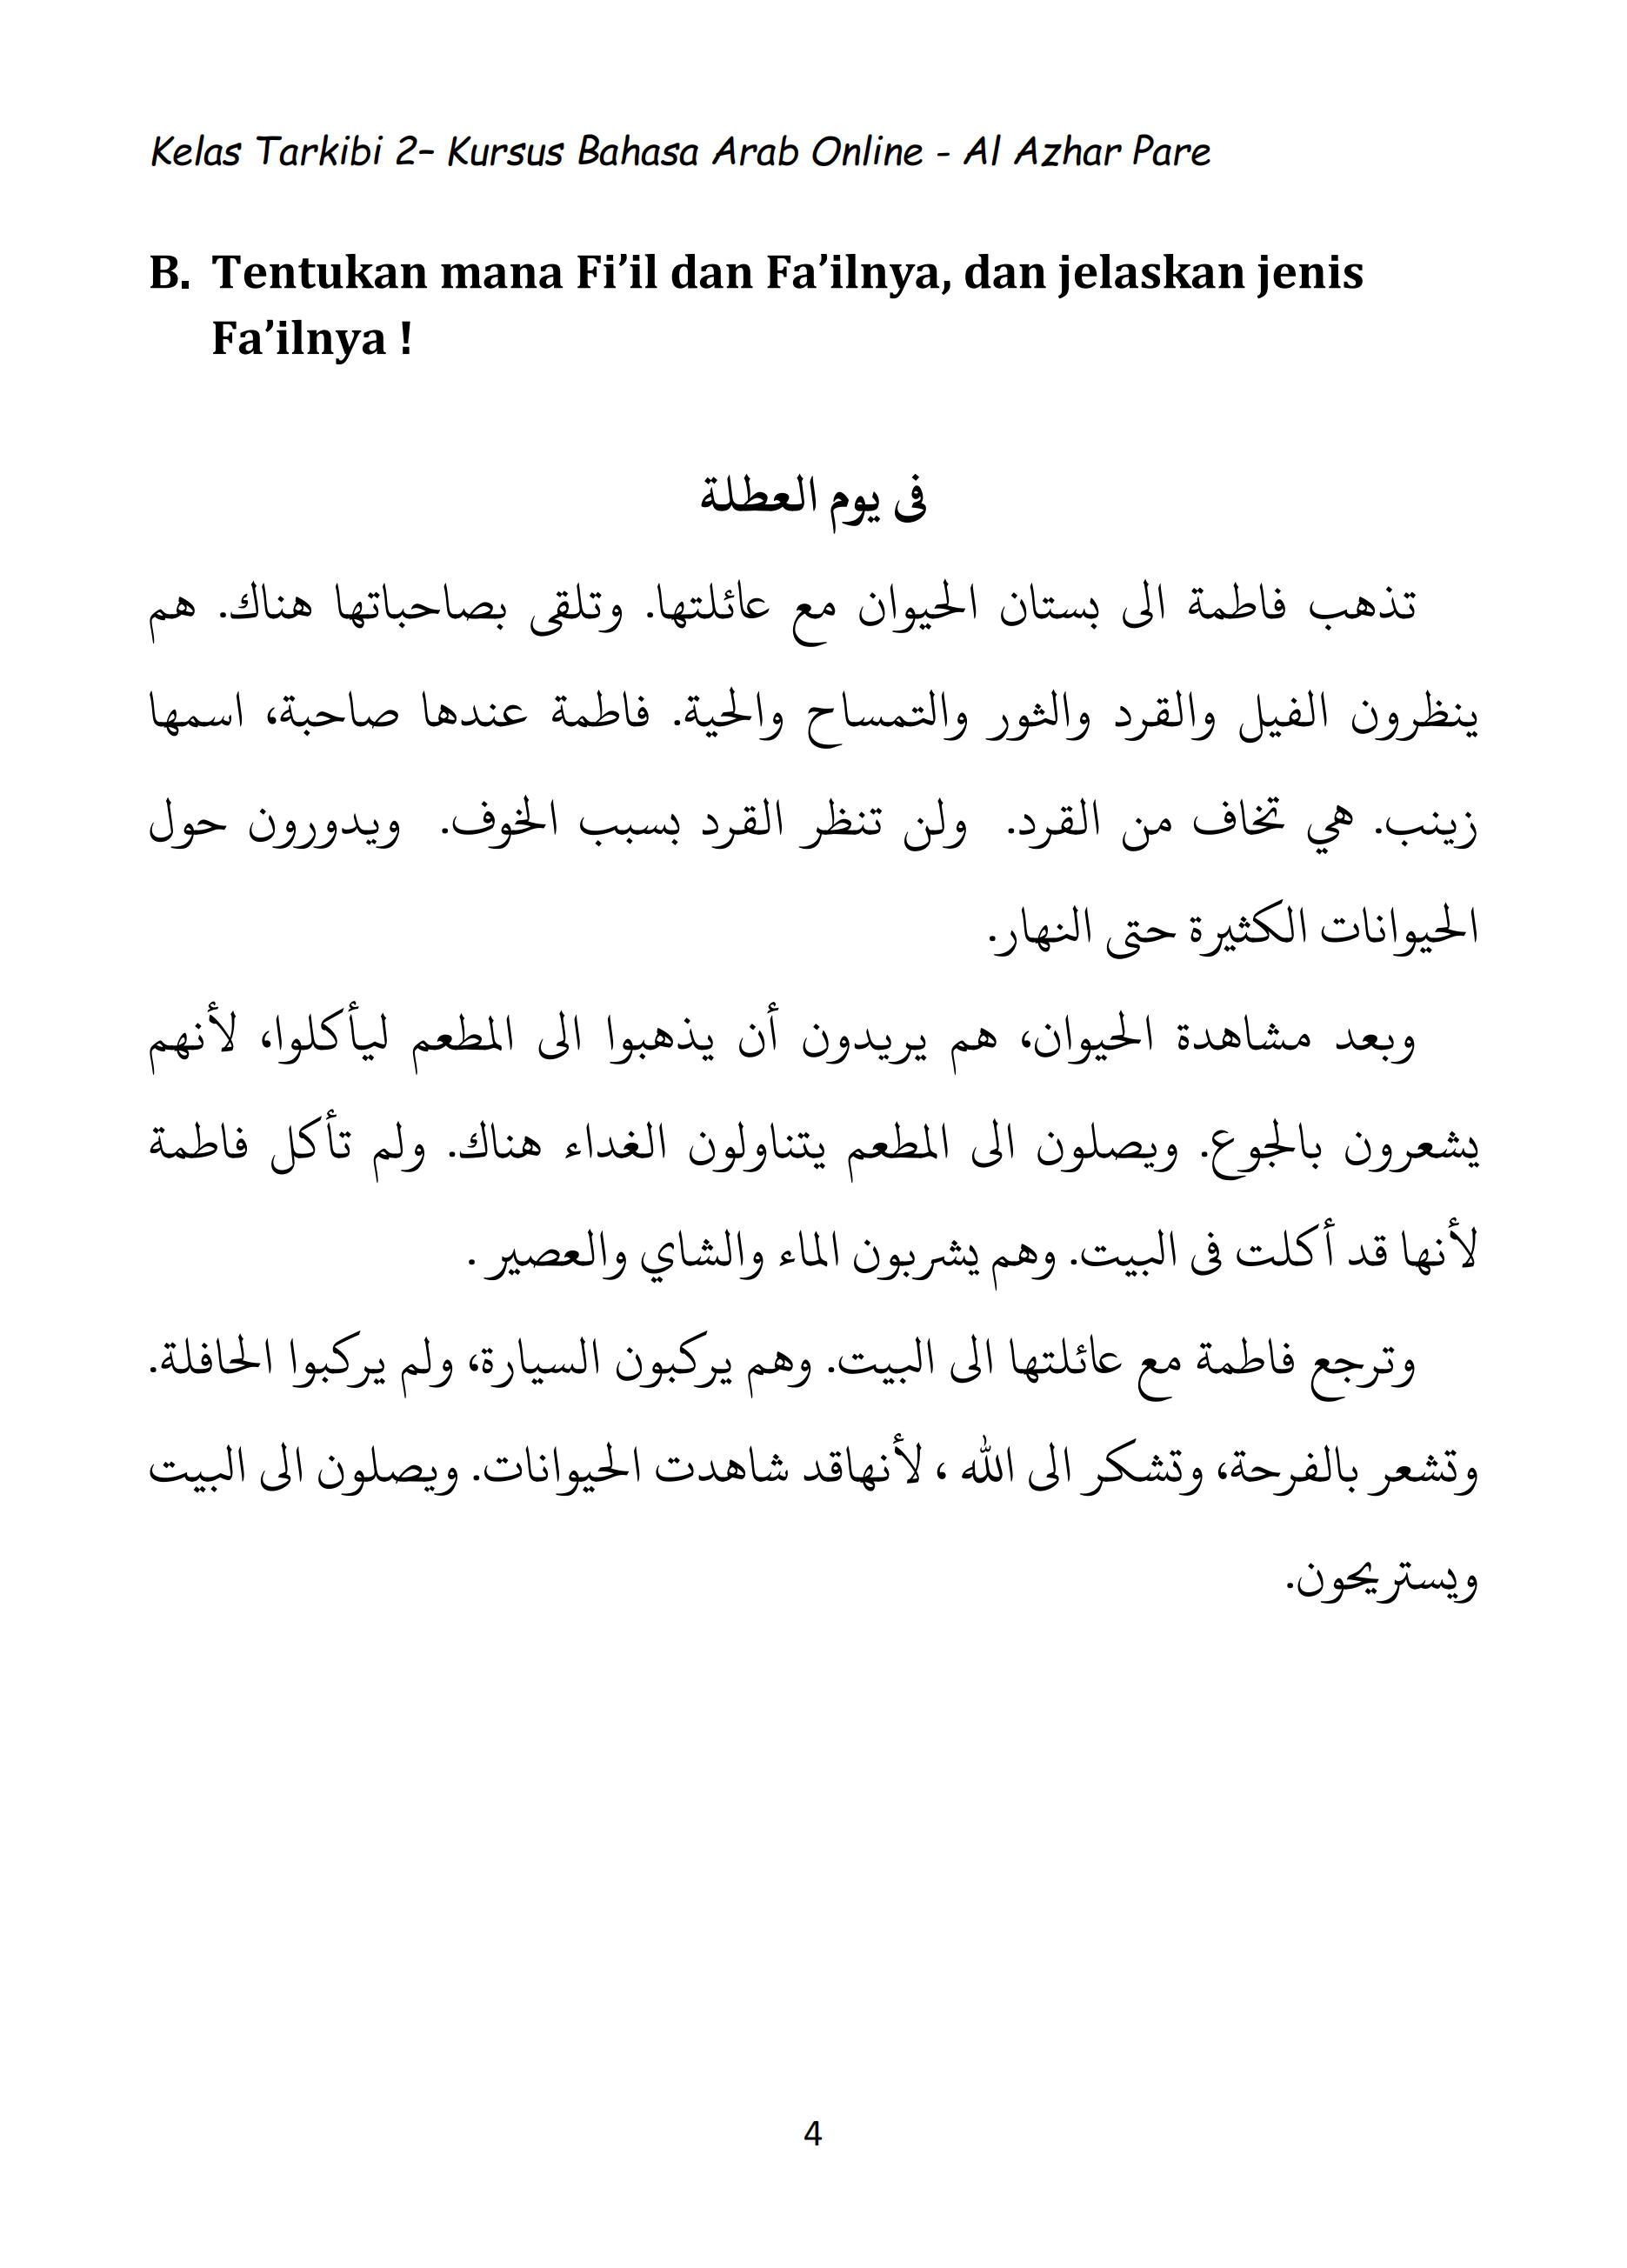 Kelas Tarkibi 2– Kursus Bahasa Arab Online - Al Azhar Pare
B. Tentukan mana Fi’il dan Fa’ilnya, dan jelaskan jenis
Fa’ilnya !
فى يوم العطلة
تذهب فاطمة الى بستان الحيوان مع عائلتها. وتلقى بصاحباتها هناك. هم
ينظرون الفيل والقرد والثور والتمساح والحية. فاطمة عندها صاحبة، اسمها
زينب. هي تخاف من القرد. ولن تنظر القرد بسبب الخوف. ويدورون حول
الحيوانات الكثيرة حتى النهار.
وبعد مشاهدة الحيوان، هم يريدون أن يذهبوا الى المطعم ليأكلوا، لأنهم
يشعرون بالجوع. ويصلون الى المطعم يتناولون الغداء هناك. ولم تأكل فاطمة
لأنها قد أكلت فى البيت. وهم يشربون الماء والشاي والعصير .
وترجع فاطمة مع عائلتها الى البيت. وهم يركبون السيارة، ولم يركبوا الحافلة.
وتشعر بالفرحة، وتشكر الى الله ، لأنهاقد شاهدت الحيوانات. ويصلون الى البيت
ويستريحون.
4